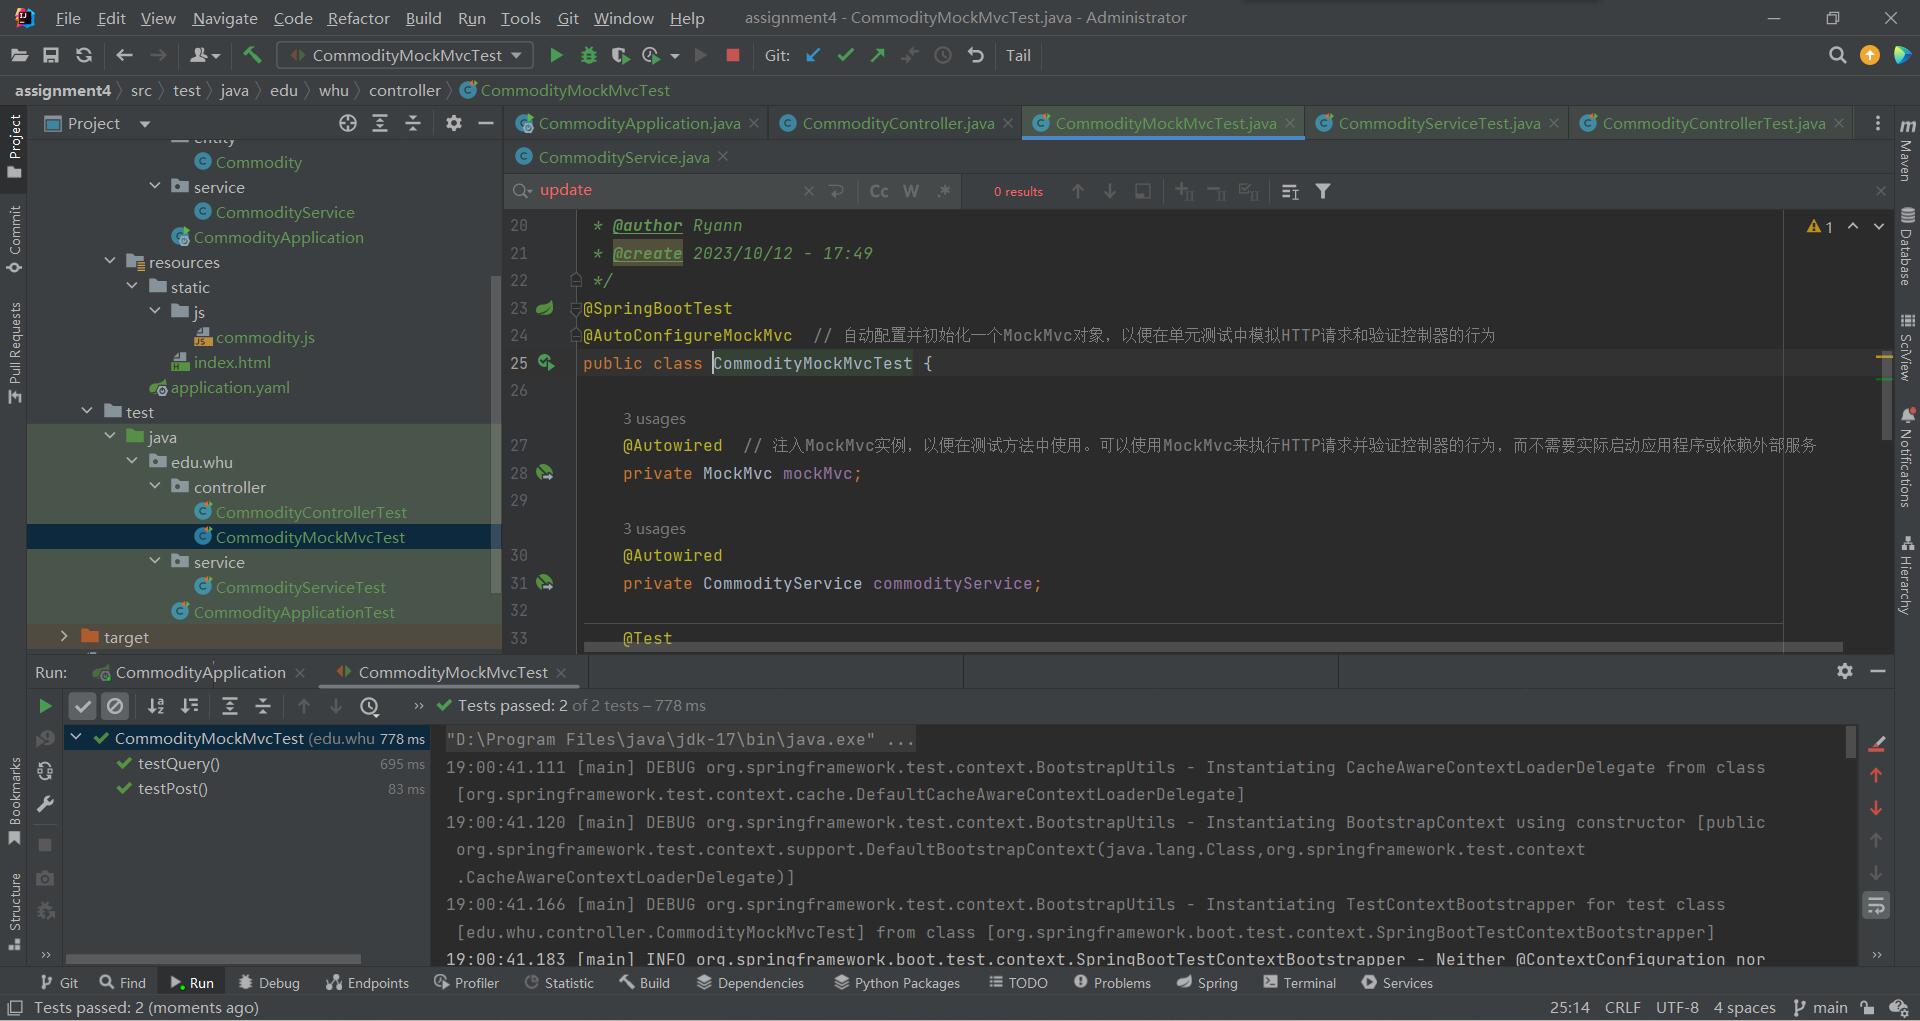 File Edit View Navigate Code Refactor Build Run Tools Git Window Help assignment4 - CommodityMockMvcTest.java - Administrator
CommodityMockMvcTest Git: Tail
assignment4 src test java edu whu controller CommodityMockMvcTest
Project
CommodityApplication.java CommodityController.java CommodityMockMvcTest.java CommodityServiceTest.java CommodityControllerTest.java
CommodityService.java
update Cc W .* 0 results
entity
Commodity
service
CommodityService
CommodityApplication
resources
static
js
commodity.js
index.html
application.yaml
test
java
edu.whu
controller
CommodityControllerTest
CommodityMockMvcTest
service
CommodityServiceTest
CommodityApplicationTest
target
20 * @author Ryann
21 * @create 2023/10/12 - 17:49
22 */
23 @SpringBootTest
24 @AutoConfigureMockMvc // 自动配置并初始化一个MockMvc对象，以便在单元测试中模拟HTTP请求和验证控制器的行为
25 public class CommodityMockMvcTest {
26
3 usages
27 @Autowired // 注入MockMvc实例，以便在测试方法中使用。可以使用MockMvc来执行HTTP请求并验证控制器的行为，而不需要实际启动应用程序或依赖外部服务
28 private MockMvc mockMvc;
29
3 usages
30 @Autowired
31 private CommodityService commodityService;
32
33 @Test
1
Project
Commit
Pull Requests
Bookmarks
Structure
m Maven
Database
SciView
Notifications
Hierarchy
Run: CommodityApplication CommodityMockMvcTest
Tests passed: 2 of 2 tests – 778 ms
CommodityMockMvcTest (edu.whu 778 ms
testQuery() 695 ms
testPost() 83 ms
"D:\Program Files\java\jdk-17\bin\java.exe" ...
19:00:41.111 [main] DEBUG org.springframework.test.context.BootstrapUtils - Instantiating CacheAwareContextLoaderDelegate from class
[org.springframework.test.context.cache.DefaultCacheAwareContextLoaderDelegate]
19:00:41.120 [main] DEBUG org.springframework.test.context.BootstrapUtils - Instantiating BootstrapContext using constructor [public
org.springframework.test.context.support.DefaultBootstrapContext(java.lang.Class,org.springframework.test.context
.CacheAwareContextLoaderDelegate)]
19:00:41.166 [main] DEBUG org.springframework.test.context.BootstrapUtils - Instantiating TestContextBootstrapper for test class
[edu.whu.controller.CommodityMockMvcTest] from class [org.springframework.boot.test.context.SpringBootTestContextBootstrapper]
19:00:41.183 [main] INFO org.springframework.boot.test.context.SpringBootTestContextBootstrapper - Neither @ContextConfiguration nor
Git Find Run Debug Endpoints Profiler Statistic Build Dependencies Python Packages TODO Problems Spring Terminal Services
Tests passed: 2 (moments ago) 25:14 CRLF UTF-8 4 spaces main